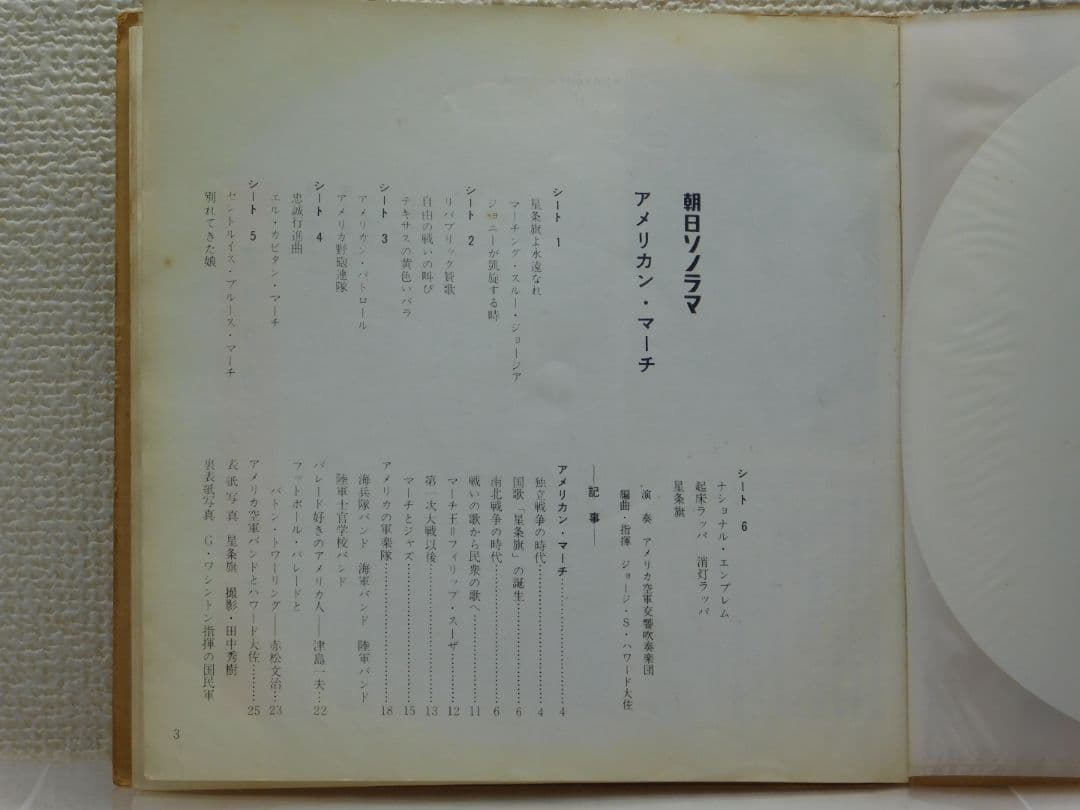 朝日ソノラマ
アメリカン・マーチ
シート 1
星条旗よ永遠なれ
マーチング・スルー・ジョージア
ジョニーが凱旋する時
シート 2
リパブリック賛歌
自由の戦いの叫び
テキサスの黄色いバラ
シート 3
アメリカン・パトロール
アメリカ野砲連隊
シート 4
忠誠行進曲
エル・カピタン・マーチ
シート 5
セントルイス・ブルース・マーチ
別れてきた娘
シート 6
ナショナル・エンブレム
起床ラッパ 消灯ラッパ
星条旗
演奏 アメリカ空軍交響吹奏楽団
編曲・指揮 ジョージ・S・ハワード大佐
——記事——
アメリカン・マーチ……………4
独立戦争の時代……………4
国歌「星条旗」の誕生……………6
南北戦争の時代……………6
戦いの歌から民衆の歌へ……………11
マーチ王=フィリップ・スーザ……………12
第一次大戦以後……………13
マーチとジャズ……………15
アメリカの軍楽隊……………18
海兵隊バンド 海軍バンド 陸軍バンド
陸軍士官学校バンド
パレード好きのアメリカ人——津島一夫…22
フットボール・パレードと
バトン・トワーリング——赤松文治…23
アメリカ空軍バンドとハワード大佐………25
表紙写真 星条旗 撮影・田中秀樹
裏表紙写真 G・ワシントン指揮の国民軍
3